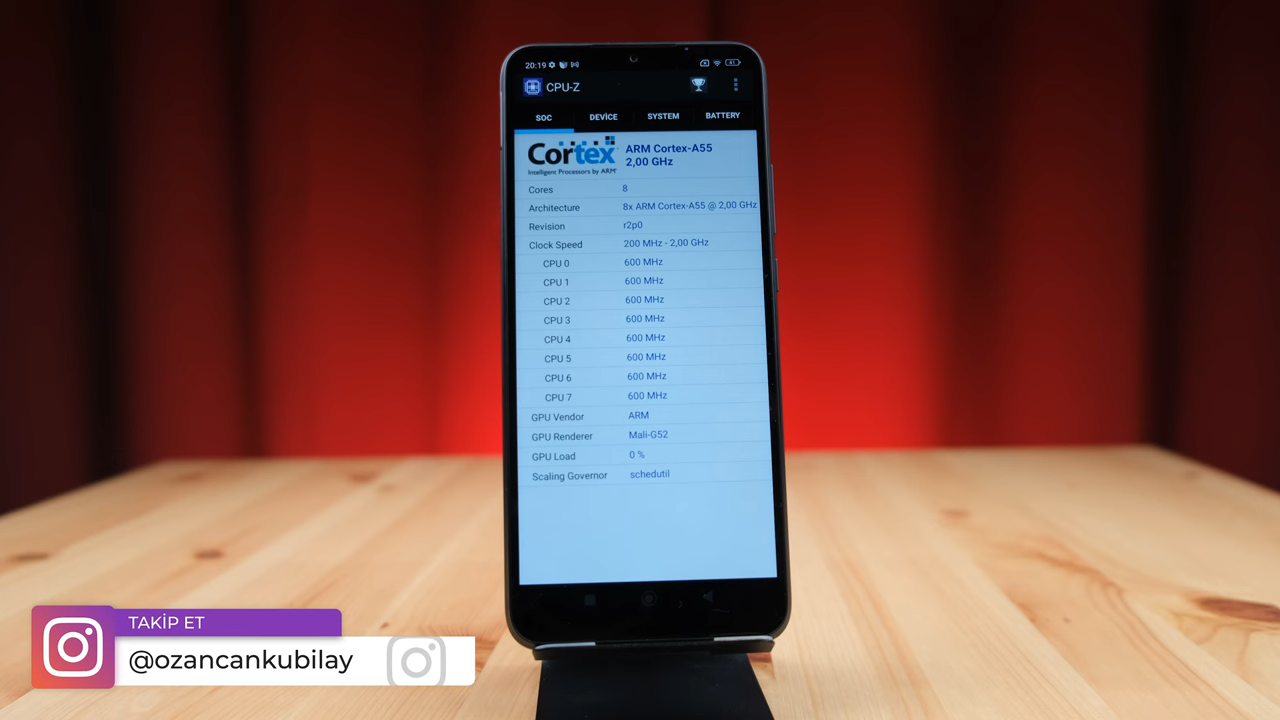 20:19
41
CPU-Z
SOC DEVİCE SYSTEM BATTERY
Cortex
Intelligent Processors by ARM
ARM Cortex-A55
2,00 GHz
Cores 8
Architecture 8x ARM Cortex-A55 @ 2,00 GHz
Revision r2p0
Clock Speed 200 MHz - 2,00 GHz
CPU 0 600 MHz
CPU 1 600 MHz
CPU 2 600 MHz
CPU 3 600 MHz
CPU 4 600 MHz
CPU 5 600 MHz
CPU 6 600 MHz
CPU 7 600 MHz
GPU Vendor ARM
GPU Renderer Mali-G52
GPU Load 0 %
Scaling Governor schedutil
TAKİP ET
@ozancankubilay